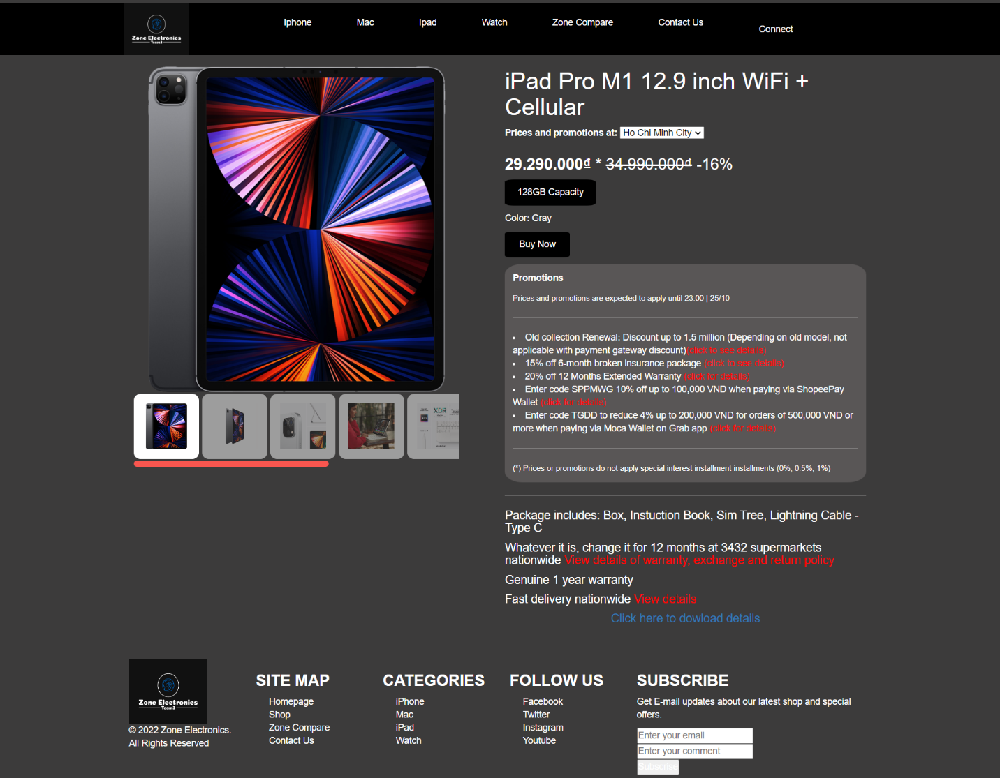 Zone Electronics
Team3
Iphone
Mac
Ipad
Watch
Zone Compare
Contact Us
Connect
iPad Pro M1 12.9 inch WiFi +
Cellular
Prices and promotions at: Ho Chi Minh City
29.290.000₫ * 34.990.000₫ -16%
128GB Capacity
Color: Gray
Buy Now
Promotions
Prices and promotions are expected to apply until 23:00 | 25/10
• Old collection Renewal: Discount up to 1.5 million (Depending on old model, not
applicable with payment gateway discount)(click to see details)
• 15% off 6-month broken insurance package (click to see details)
• 20% off 12 Months Extended Warranty (click for details)
• Enter code SPPMWG 10% off up to 100,000 VND when paying via ShopeePay
Wallet (click for details)
• Enter code TGDD to reduce 4% up to 200,000 VND for orders of 500,000 VND or
more when paying via Moca Wallet on Grab app (click for details)
(*) Prices or promotions do not apply special interest installment installments (0%, 0.5%, 1%)
XDR
Package includes: Box, Instuction Book, Sim Tree, Lightning Cable -
Type C
Whatever it is, change it for 12 months at 3432 supermarkets
nationwide View details of warranty, exchange and return policy
Genuine 1 year warranty
Fast delivery nationwide View details
Click here to dowload details
Zone Electronics
Team3
© 2022 Zone Electronics.
All Rights Reserved
SITE MAP
Homepage
Shop
Zone Compare
Contact Us
CATEGORIES
iPhone
Mac
iPad
Watch
FOLLOW US
Facebook
Twitter
Instagram
Youtube
SUBSCRIBE
Get E-mail updates about our latest shop and special
offers.
Enter your email
Enter your comment
Subscribe